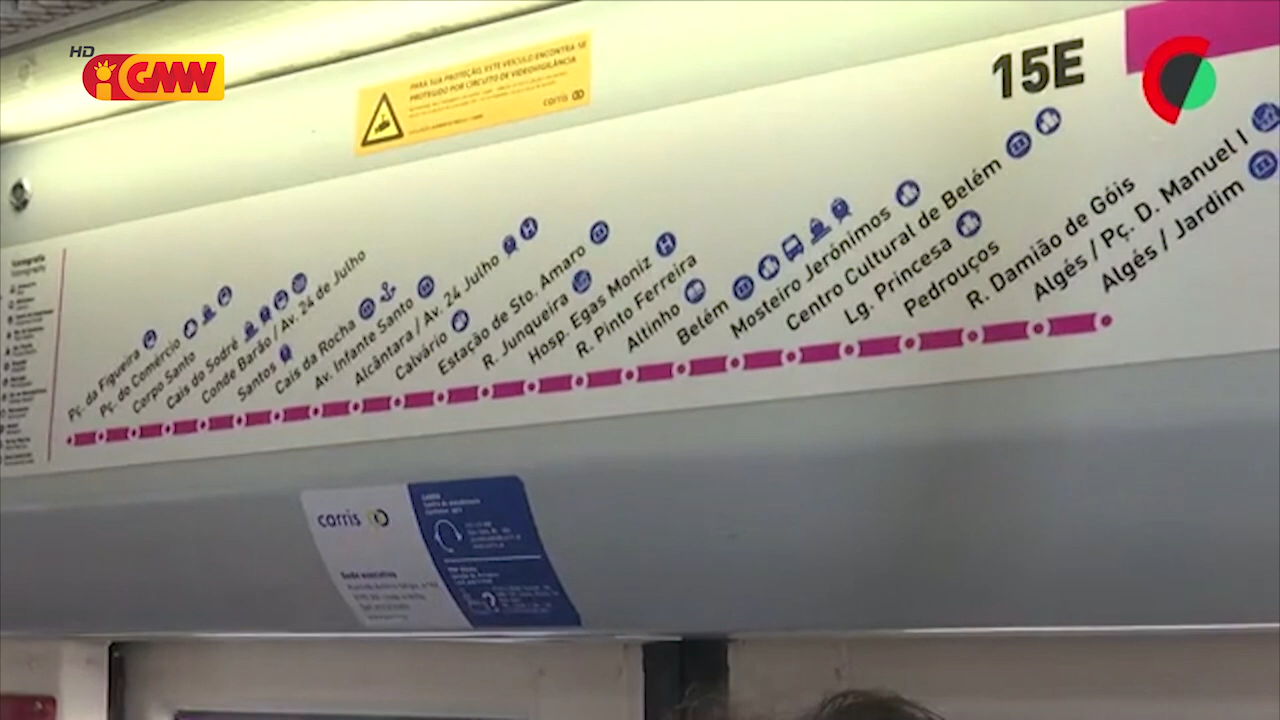 HD
iGMW
PARA SUA PROTEÇÃO, ESTE VEÍCULO ENCONTRA-SE
PROTEGIDO POR CIRCUITO DE VIDEOVIGILÂNCIA
carris
15E
Pç. da Figueira
Pç. do Comércio
Corpo Santo
Cais do Sodré
Conde Barão / Av. 24 de Julho
Santos
Cais da Rocha
Av. Infante Santo
Alcântara / Av. 24 Julho
Calvário
Estação de Sto. Amaro
R. Junqueira
Hosp. Egas Moniz
R. Pinto Ferreira
Altinho
Belém
Mosteiro Jerónimos
Centro Cultural de Belém
Lg. Princesa
Pedrouços
R. Damião de Góis
Algés / Pç. D. Manuel I
Algés / Jardim
carris